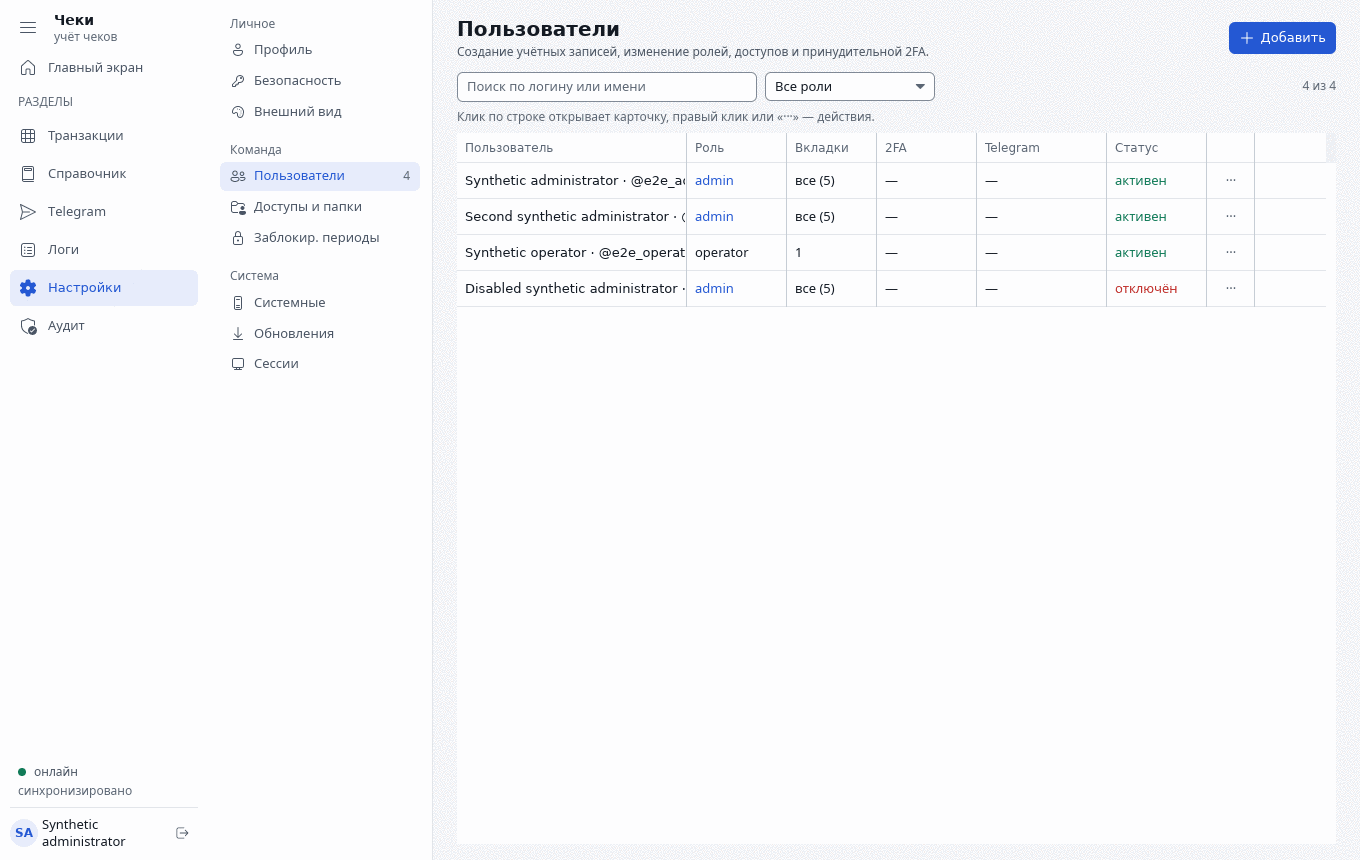 Чеки
учёт чеков
Главный экран
РАЗДЕЛЫ
Транзакции
Справочник
Telegram
Логи
Настройки
Аудит
онлайн
синхронизировано
SA
Synthetic
administrator
Личное
Профиль
Безопасность
Внешний вид
Команда
Пользователи 4
Доступы и папки
Заблокир. периоды
Система
Системные
Обновления
Сессии
Пользователи
Создание учётных записей, изменение ролей, доступов и принудительной 2FA.
Добавить
Поиск по логину или имени
Все роли
4 из 4
Клик по строке открывает карточку, правый клик или «···» — действия.
Пользователь Роль Вкладки 2FA Telegram Статус
Synthetic administrator · @e2e_ admin все (5) — — активен ···
Second synthetic administrator · admin все (5) — — активен ···
Synthetic operator · @e2e_operat operator 1 — — активен ···
Disabled synthetic administrator · admin все (5) — — отключён ···